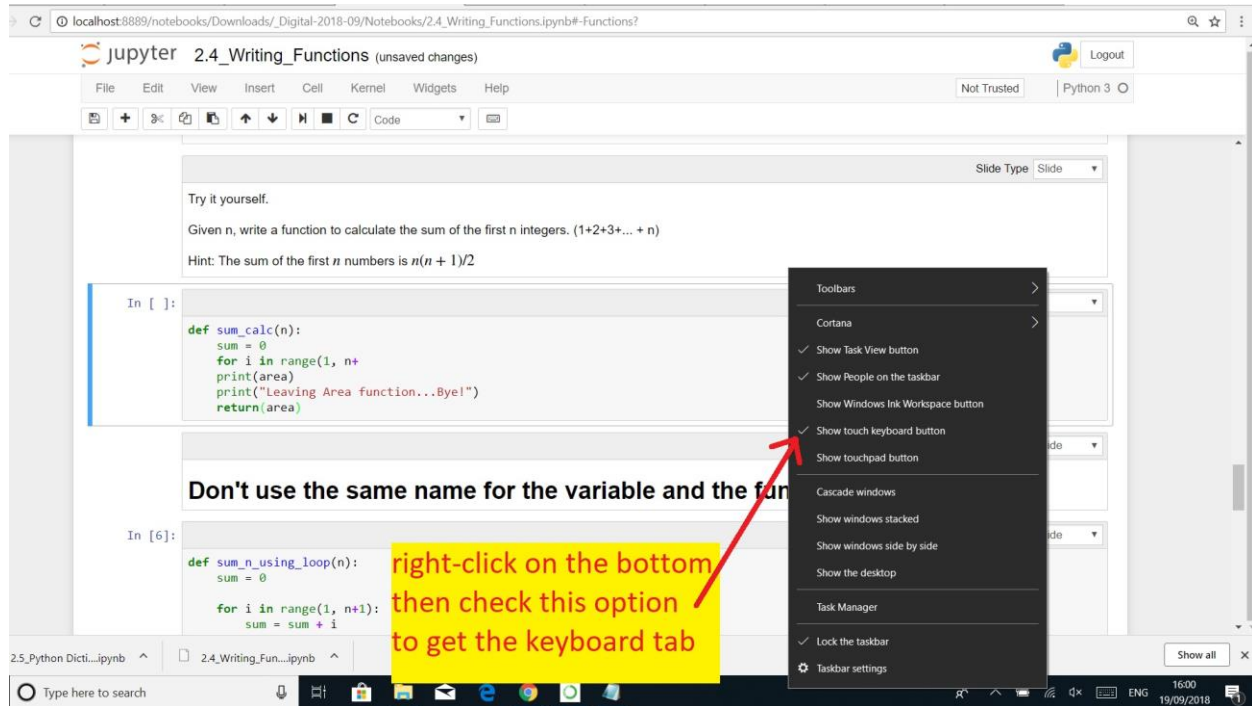 localhost:8889/notebooks/Downloads/_Digital-2018-09/Notebooks/2.4_Writing_Functions.ipynb#-Functions?
jupyter 2.4_Writing_Functions (unsaved changes)
Logout
File Edit View Insert Cell Kernel Widgets Help
Not Trusted
Python 3
Code
Slide Type Slide
Try it yourself.
Given n, write a function to calculate the sum of the first n integers. (1+2+3+... + n)
Hint: The sum of the first n numbers is n(n + 1)/2
In [ ]:
def sum_calc(n):
    sum = 0
    for i in range(1, n+
    print(area)
    print("Leaving Area function...Bye!")
    return(area)
ide
Don't use the same name for the variable and the fun
In [6]:
ide
def sum_n_using_loop(n):
    sum = 0
    for i in range(1, n+1):
        sum = sum + i
Toolbars
Cortana
Show Task View button
Show People on the taskbar
Show Windows Ink Workspace button
Show touch keyboard button
Show touchpad button
Cascade windows
Show windows stacked
Show windows side by side
Show the desktop
Task Manager
Lock the taskbar
Taskbar settings
right-click on the bottom
then check this option
to get the keyboard tab
2.5_Python Dicti....ipynb
2.4_Writing_Fun...ipynb
Show all
Type here to search
ENG
16:00
19/09/2018